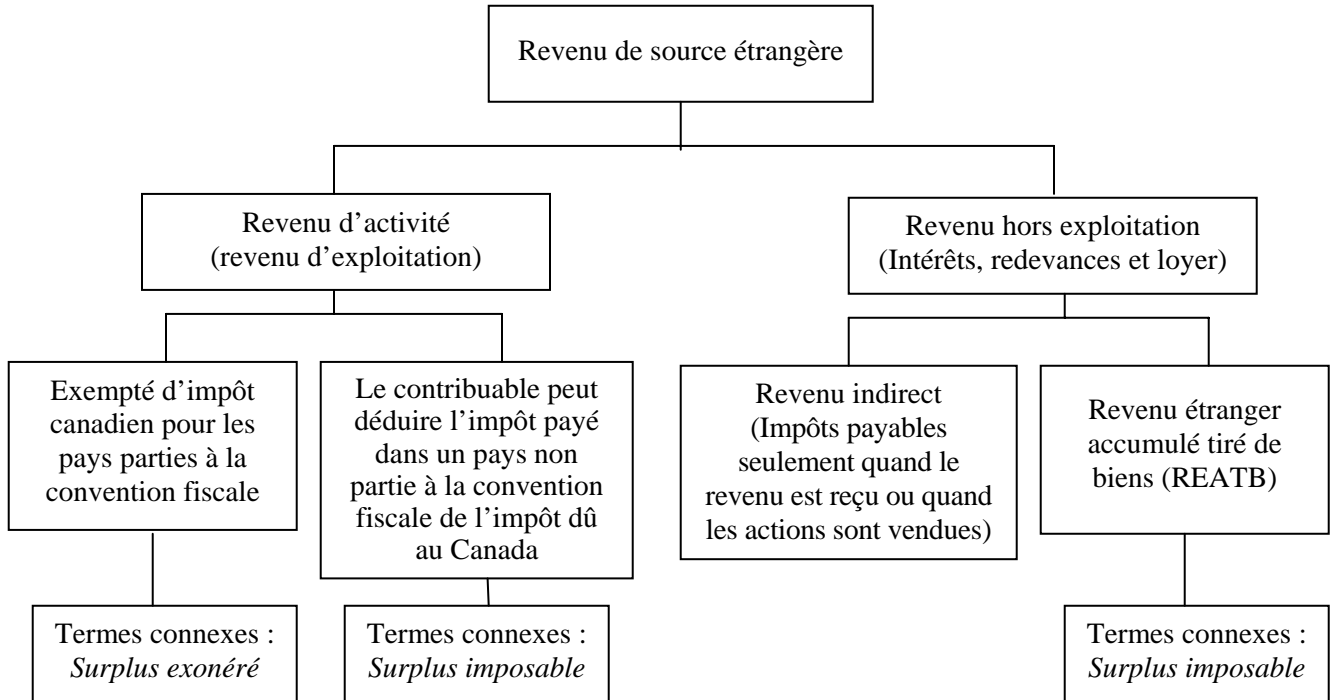 Revenu de source étrangère
Revenu d’activité
(revenu d’exploitation)
Revenu hors exploitation
(Intérêts, redevances et loyer)
Exempté d’impôt
canadien pour les
pays parties à la
convention fiscale
Le contribuable peut
déduire l’impôt payé
dans un pays non
partie à la convention
fiscale de l’impôt dû
au Canada
Revenu indirect
(Impôts payables
seulement quand le
revenu est reçu ou quand
les actions sont vendues)
Revenu étranger
accumulé tiré de
biens (REATB)
Termes connexes :
Surplus exonéré
Termes connexes :
Surplus imposable
Termes connexes :
Surplus imposable